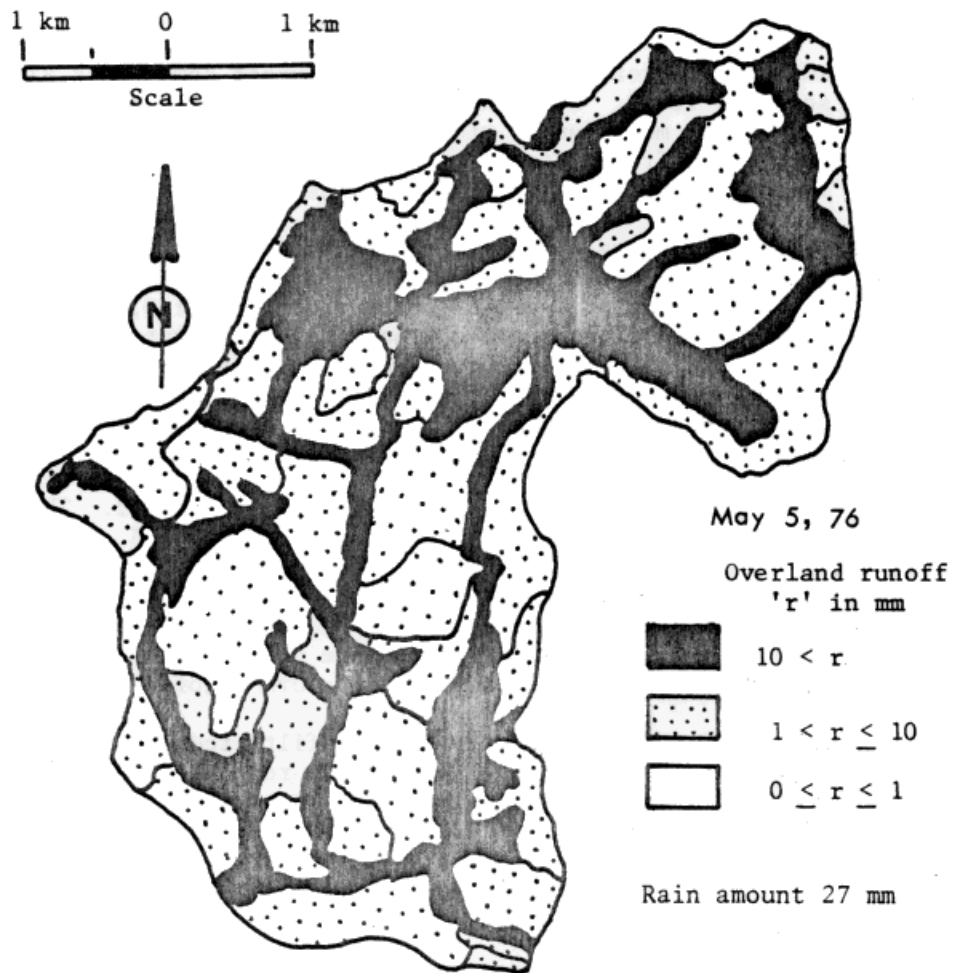 1 km 0 1 km
Scale
N
May 5, 76
Overland runoff
'r' in mm
10 < r
1 < r ≤ 10
0 ≤ r ≤ 1
Rain amount 27 mm